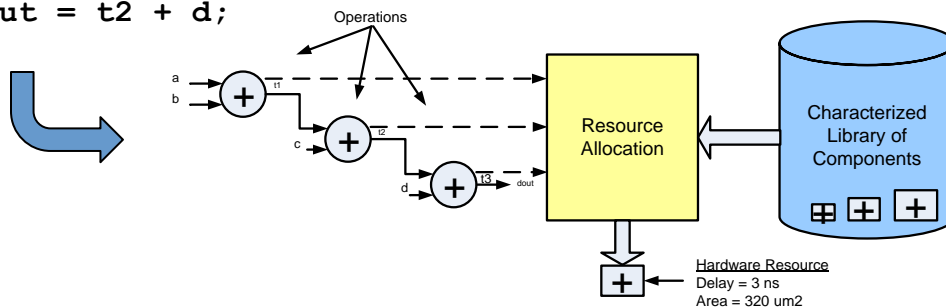 ut = t2 + d;
Operations
a
b
+
t1
c
+
t2
d
+
t3
dout
Resource
Allocation
Characterized
Library of
Components
+ + +
+
Hardware Resource
Delay = 3 ns
Area = 320 um2